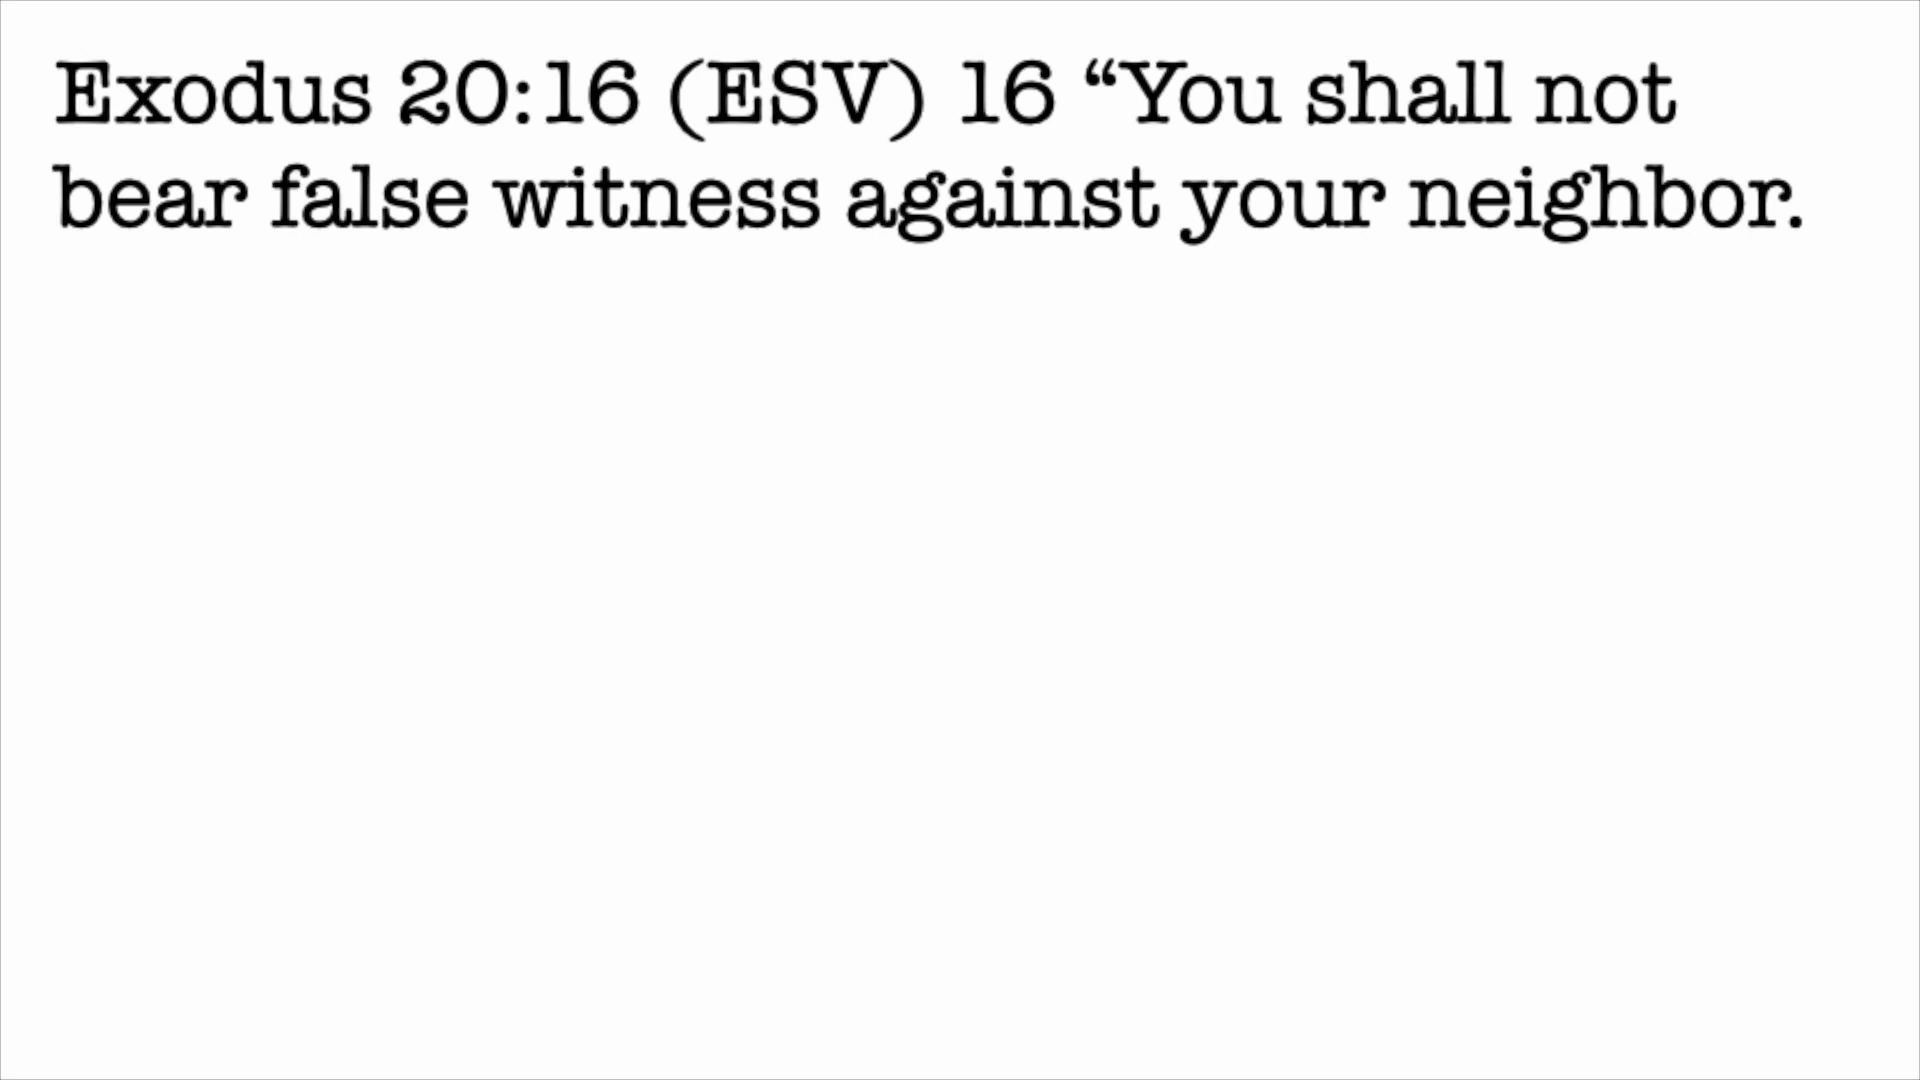 Exodus 20:16 (ESV) 16 “You shall not
bear false witness against your neighbor.